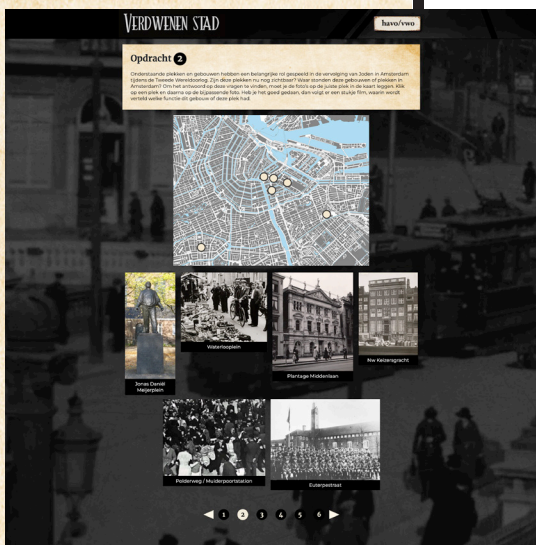 VERDWENEN STAD
havo/vwo
Opdracht 2
Onderstaande plekken en gebouwen hebben een belangrijke rol gespeeld in de vervolging van Joden in Amsterdam
tijdens de Tweede Wereldoorlog. Zijn deze plekken nu nog zichtbaar? Waar stonden deze gebouwen of plekken in
Amsterdam? Om het antwoord op deze vragen te vinden, moet je de foto's op de juiste plek in de kaart leggen. Klik
op een plek en daarna op de bijpassende foto. Heb je het goed gedaan, dan volgt er een stukje film, waarin wordt
verteld welke functie dit gebouw of deze plek had.
Jonas Daniël
Meijerplein
Waterlooplein
Plantage Middenlaan
Nw Keizersgracht
Polderweg / Muiderpoortstation
Euterpestraat
1 2 3 4 5 6